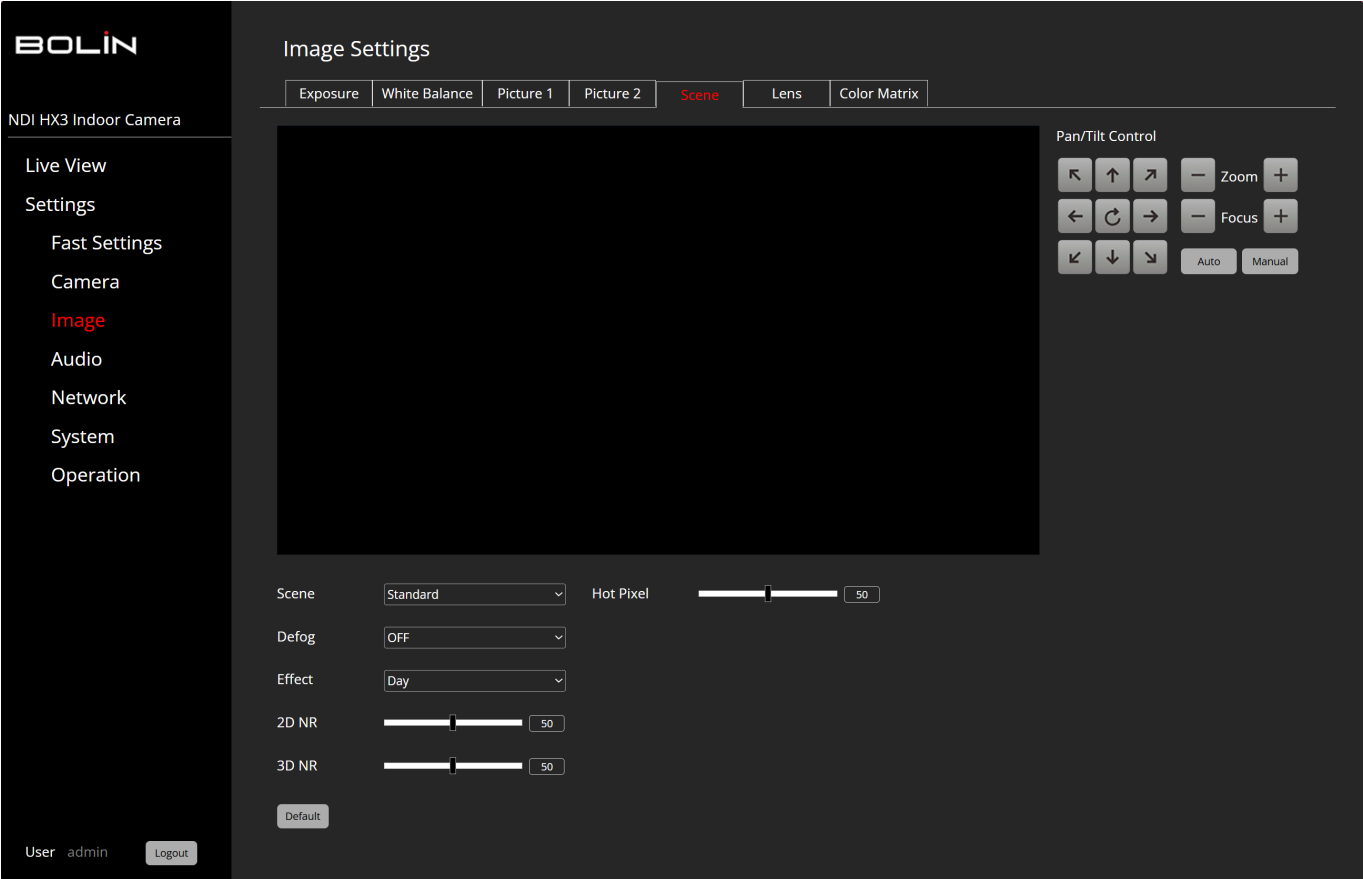 BOLIN
NDI HX3 Indoor Camera
Live View
Settings
Fast Settings
Camera
Image
Audio
Network
System
Operation
User admin
Logout
Image Settings
Exposure
White Balance
Picture 1
Picture 2
Scene
Lens
Color Matrix
Pan/Tilt Control
Zoom
Focus
Auto
Manual
Scene
Standard
Hot Pixel
50
Defog
OFF
Effect
Day
2D NR
50
3D NR
50
Default